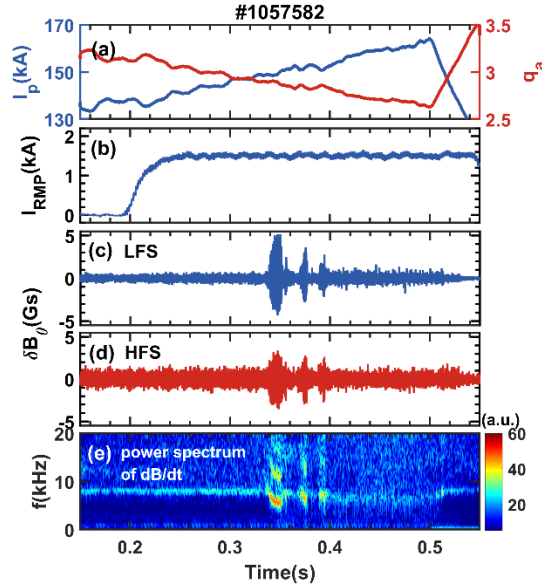 #1057582
170
150
130
I_p(kA)
(a)
3.5
3
2.5
q_a
2
1
0
I_RMP(kA)
(b)
5
0
-5
(c) LFS
δB_θ(Gs)
5
0
-5
(d) HFS
(a.u.)
20
10
0
f(kHz)
(e) power spectrum
of dB/dt
60
40
20
0.2 0.3 0.4 0.5
Time(s)